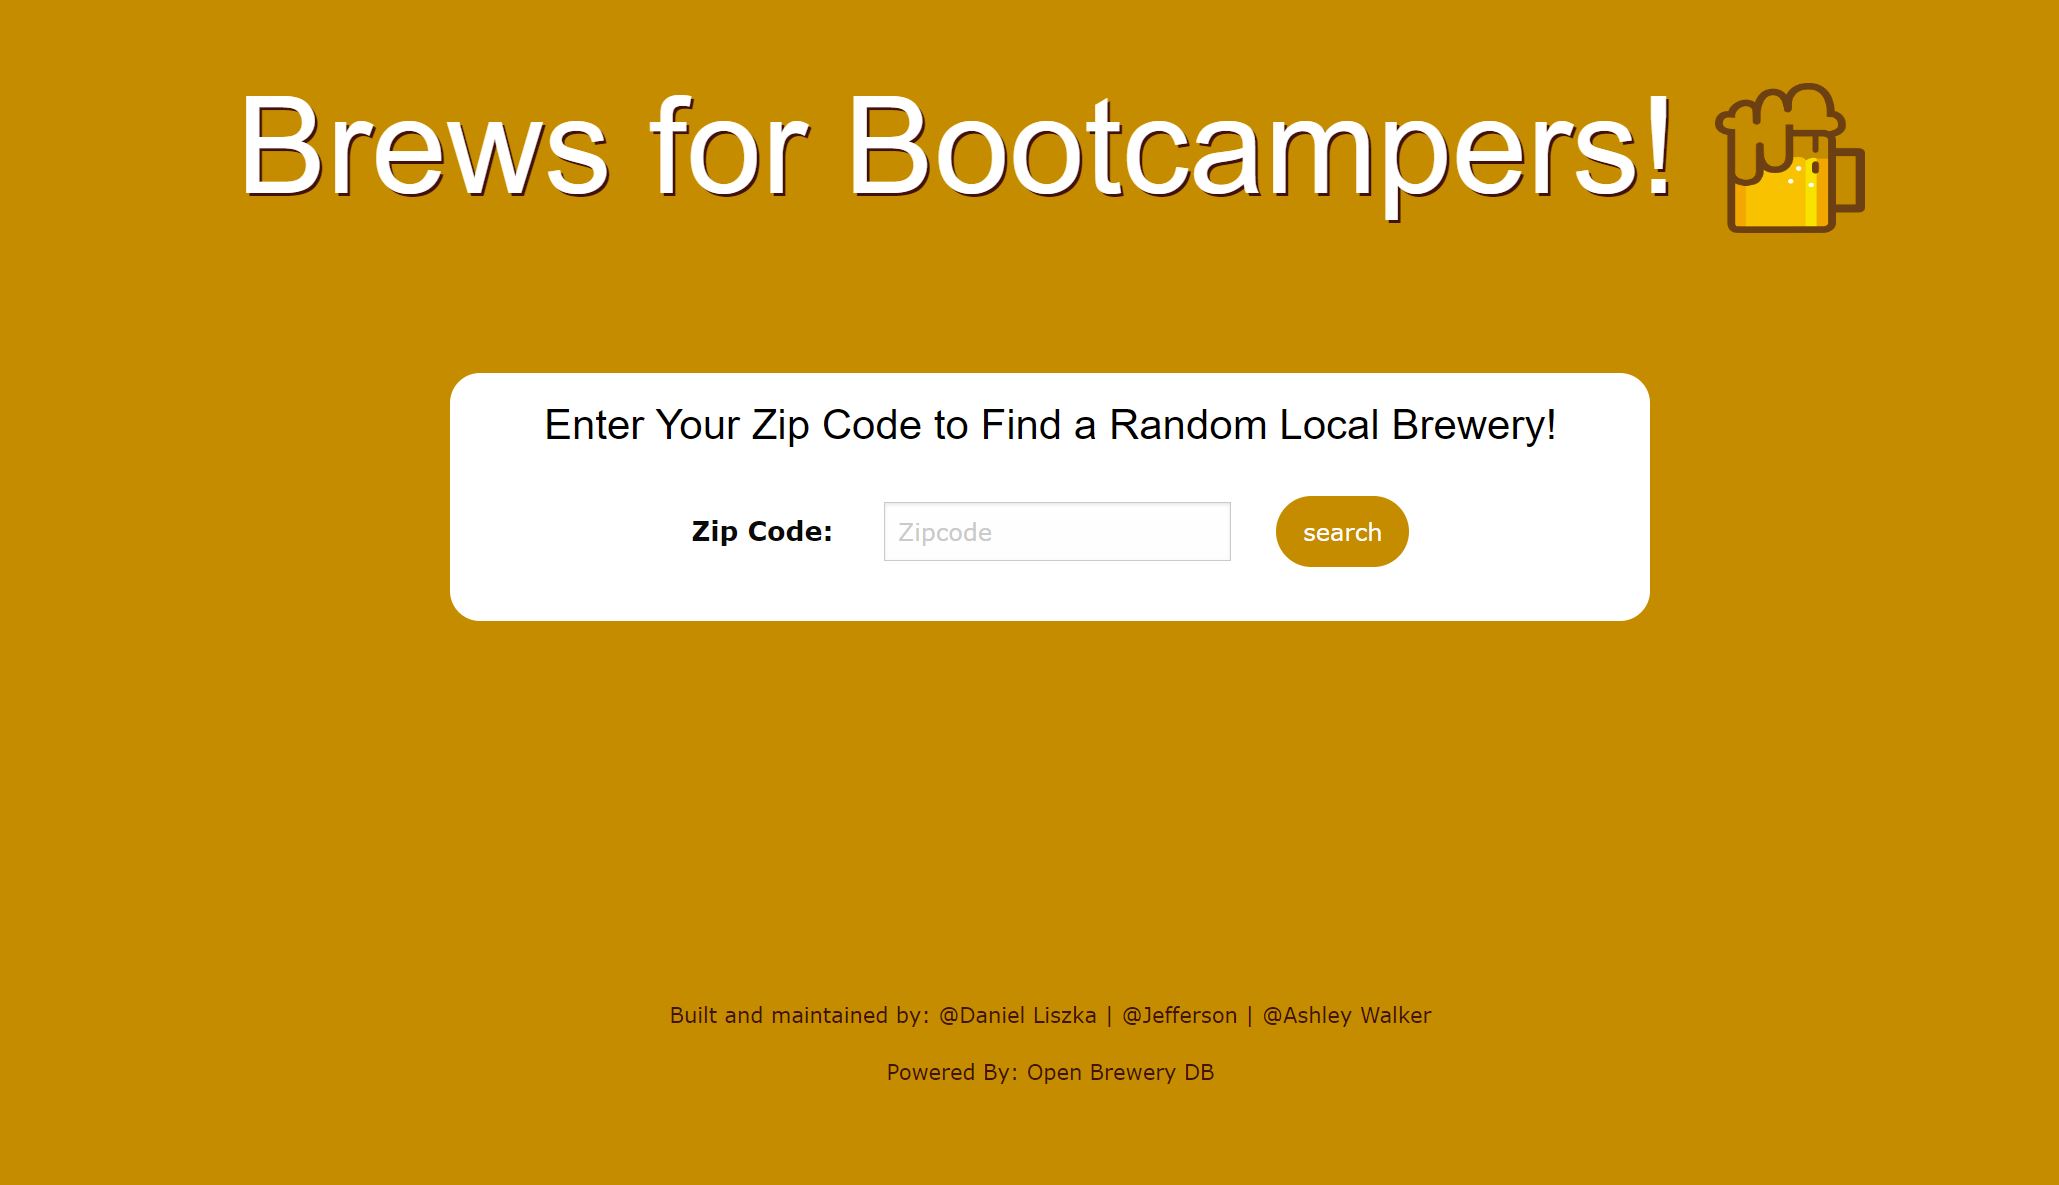 Brews for Bootcampers!
Enter Your Zip Code to Find a Random Local Brewery!
Zip Code: Zipcode search
Built and maintained by: @Daniel Liszka | @Jefferson | @Ashley Walker
Powered By: Open Brewery DB